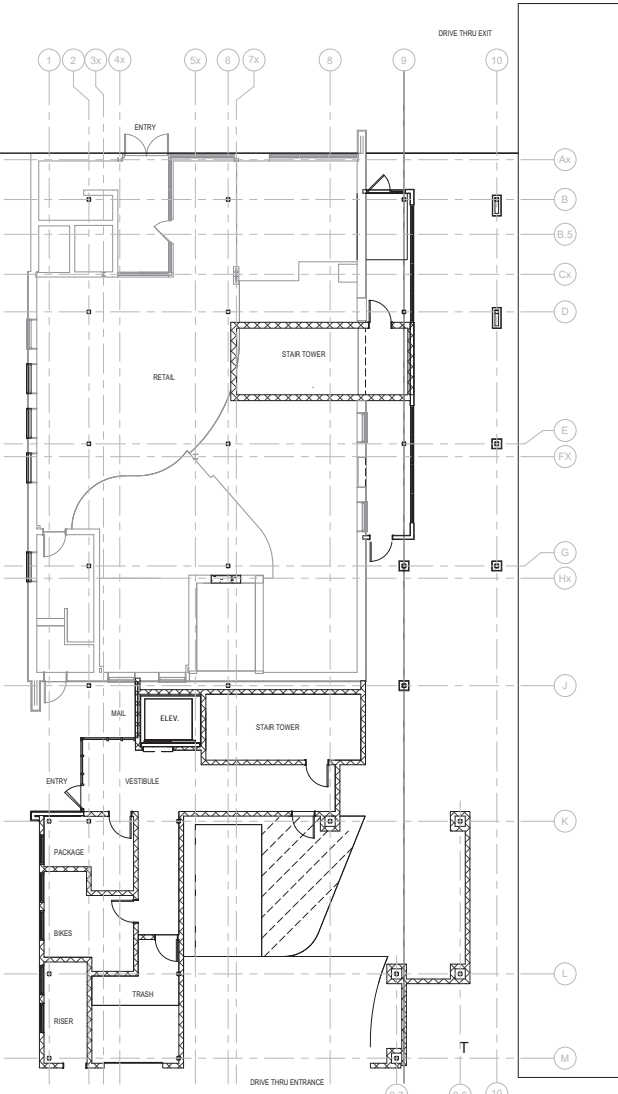 DRIVE THRU EXIT
1
2
3x
4x
5x
6
7x
8
9
10
ENTRY
Ax
B
B.5
Cx
D
STAIR TOWER
RETAIL
E
FX
G
Hx
J
MAIL
ELEV.
STAIR TOWER
ENTRY
VESTIBULE
K
PACKAGE
BIKES
L
TRASH
RISER
T
M
DRIVE THRU ENTRANCE
10